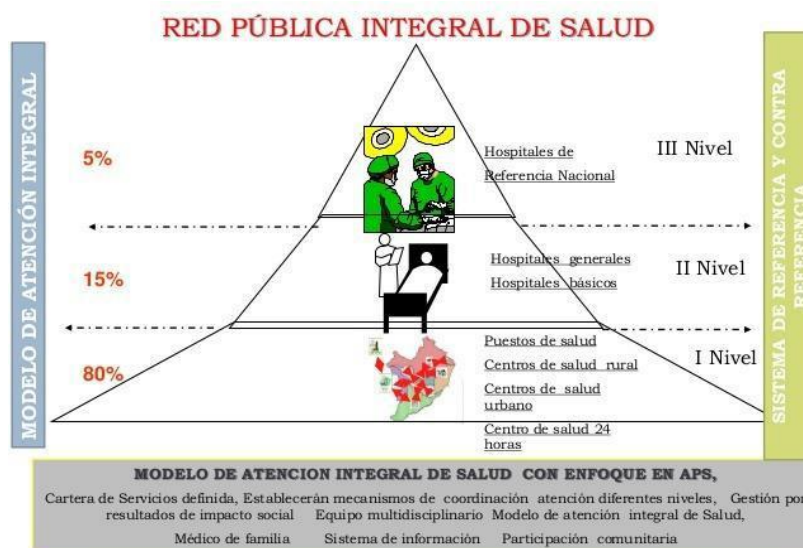 RED PÚBLICA INTEGRAL DE SALUD
MODELO DE ATENCIÓN INTEGRAL
5%
Hospitales de
Referencia Nacional
III Nivel
15%
Hospitales generales
Hospitales básicos
II Nivel
80%
Puestos de salud
Centros de salud rural
Centros de salud
urbano
Centro de salud 24
horas
I Nivel
SISTEMA DE REFERENCIA Y CONTRA
REFERENCIA
MODELO DE ATENCION INTEGRAL DE SALUD CON ENFOQUE EN APS,
Cartera de Servicios definida, Establecerán mecanismos de coordinación atención diferentes niveles, Gestión por
resultados de impacto social Equipo multidisciplinario Modelo de atención integral de Salud,
Médico de familia Sistema de información Participación comunitaria